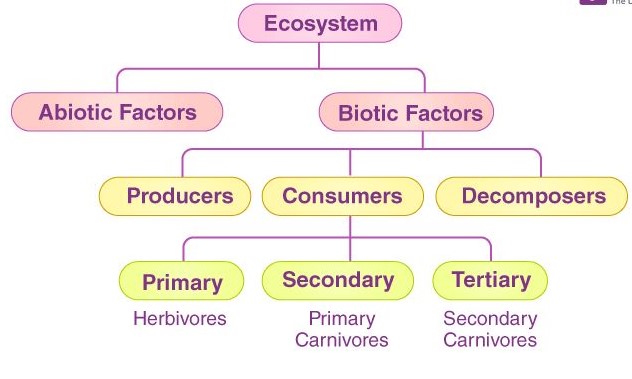 Ecosystem
Abiotic Factors
Biotic Factors
Producers
Consumers
Decomposers
Primary
Secondary
Tertiary
Herbivores
Primary
Carnivores
Secondary
Carnivores